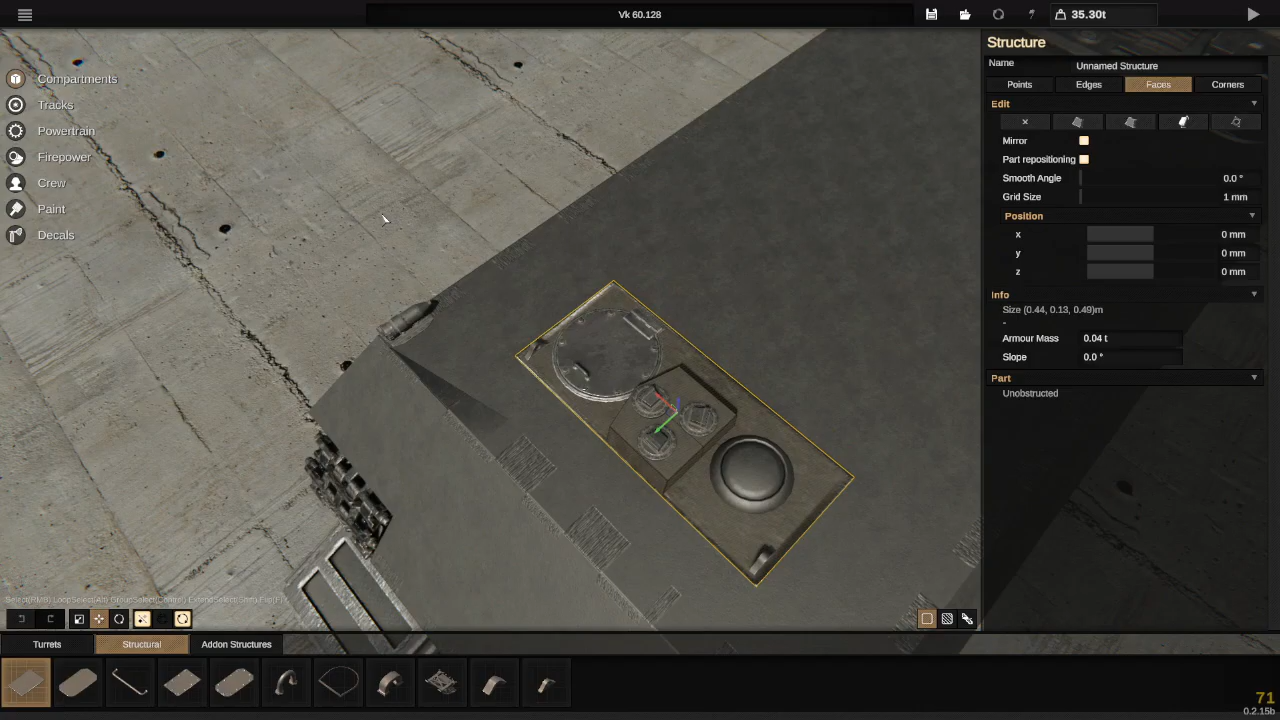 Vk 60.128
35.30t
Compartments
Tracks
Powertrain
Firepower
Crew
Paint
Decals
Structure
Name Unnamed Structure
Points Edges Faces Corners
Edit
Mirror
Part repositioning
Smooth Angle 0.0 °
Grid Size 1 mm
Position
x 0 mm
y 0 mm
z 0 mm
Info
Size (0.44, 0.13, 0.49)m
-
Armour Mass 0.04 t
Slope 0.0 °
Part
Unobstructed
Turrets Structural Addon Structures
71
0.2.15b